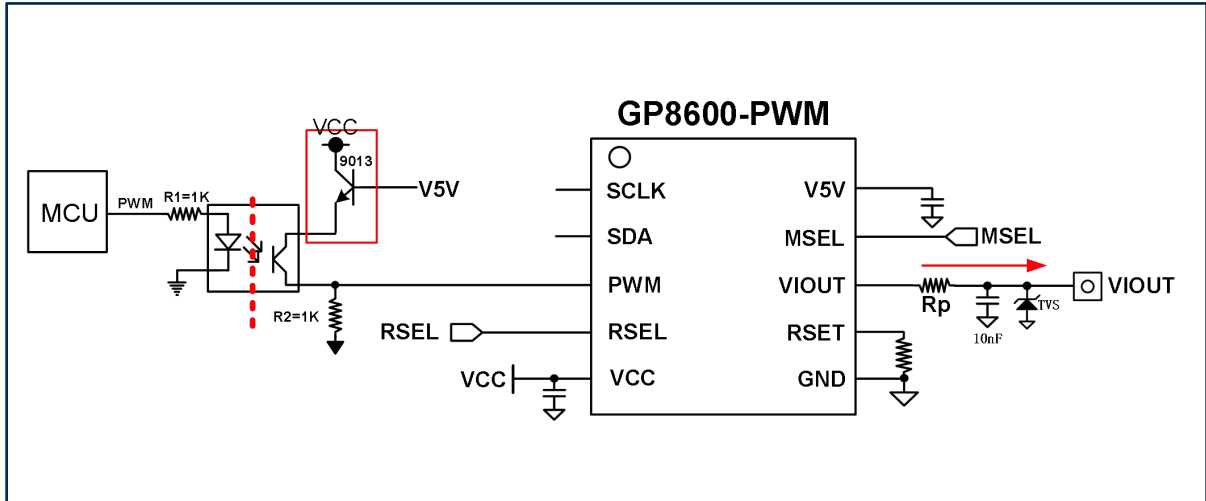 GP8600-PWM
VCC
9013
V5V
MCU
PWM
R1=1K
R2=1K
SCLK
SDA
PWM
RSEL
RSEL
VCC
VCC
V5V
MSEL
MSEL
VIOUT
Rp
VIOUT
TVS
10nF
RSET
GND